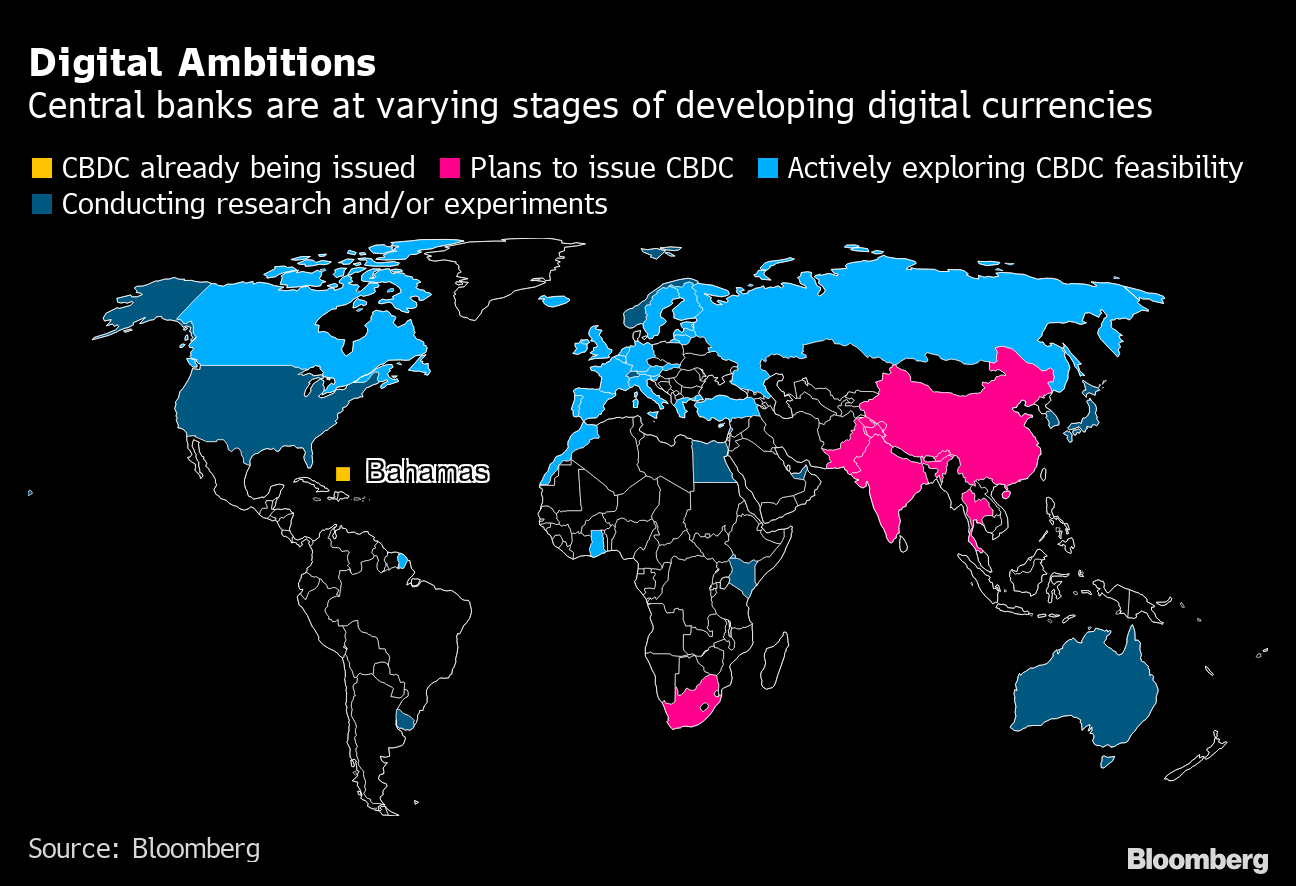 Digital Ambitions
Central banks are at varying stages of developing digital currencies
CBDC already being issued Plans to issue CBDC Actively exploring CBDC feasibility
Conducting research and/or experiments
Bahamas
Source: Bloomberg
Bloomberg